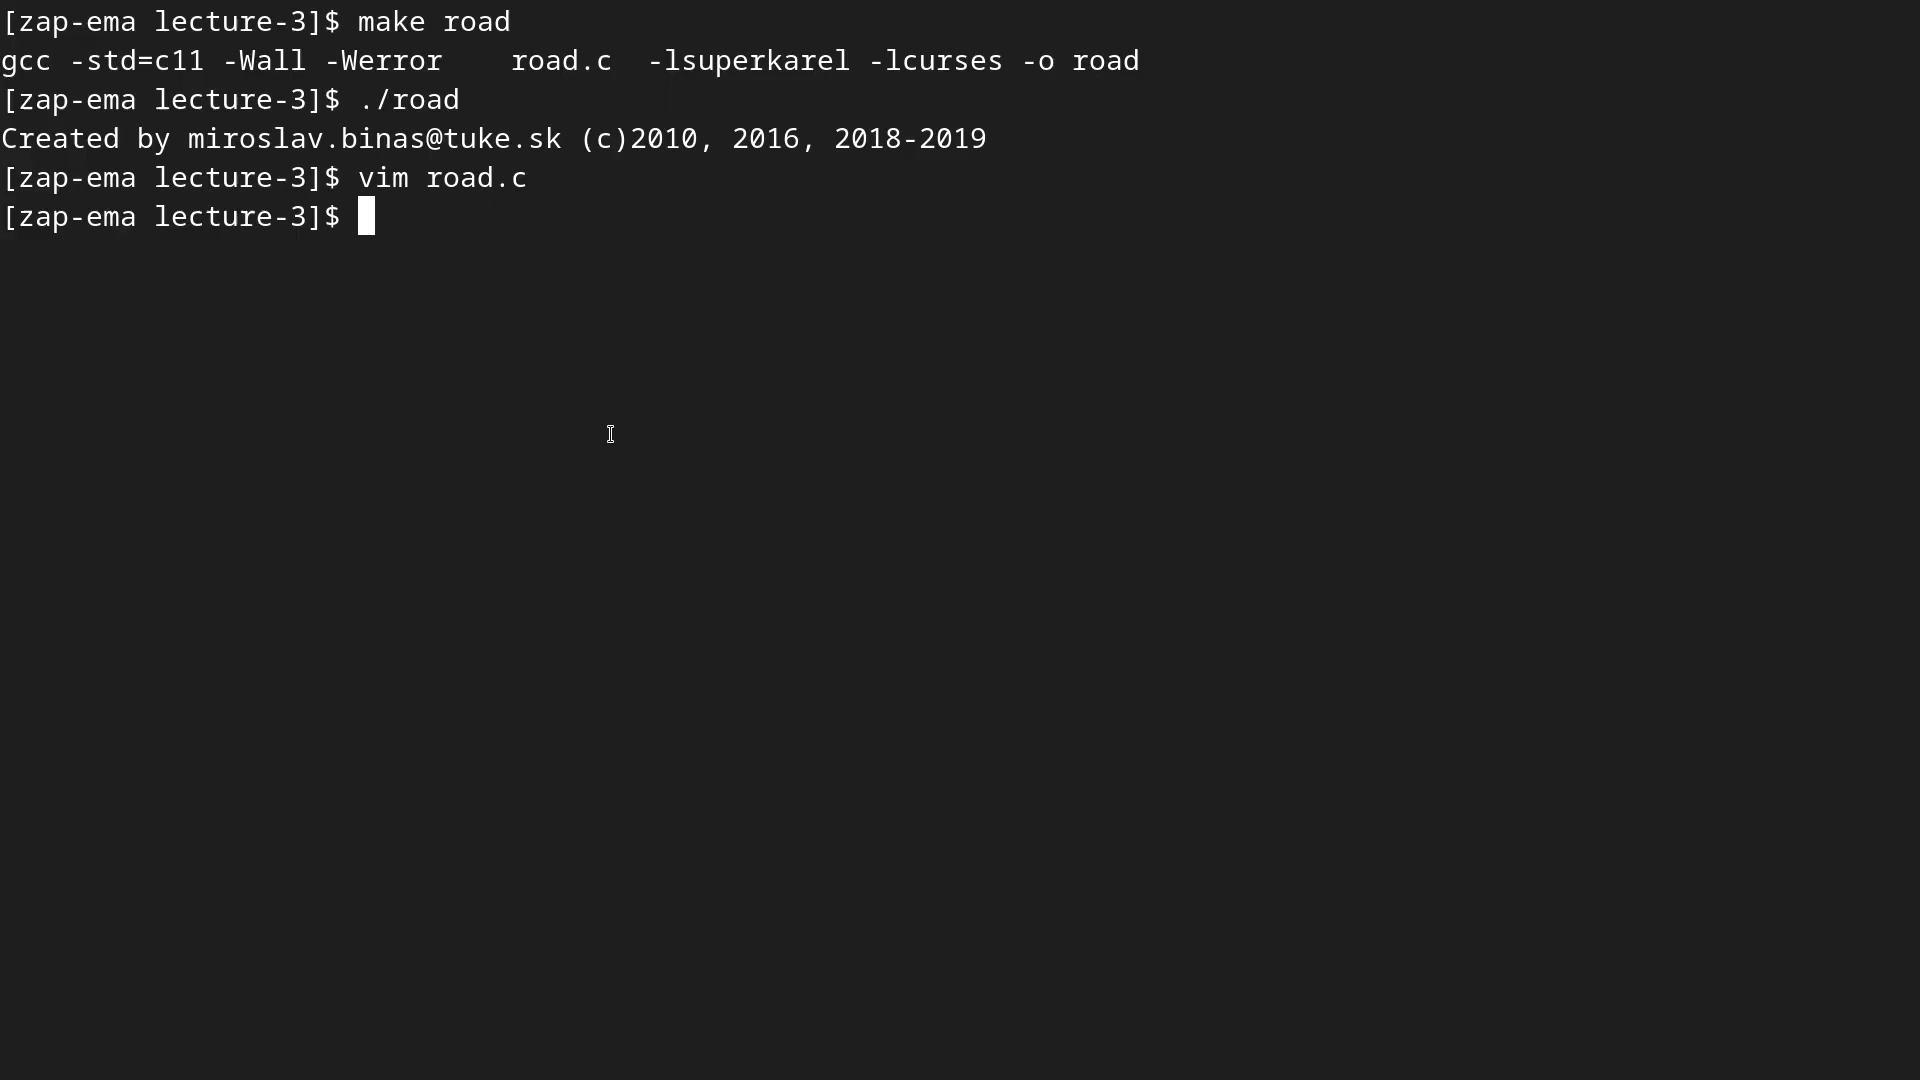 [zap-ema lecture-3]$ make road
gcc -std=c11 -Wall -Werror    road.c  -lsuperkarel -lcurses -o road
[zap-ema lecture-3]$ ./road
Created by miroslav.binas@tuke.sk (c)2010, 2016, 2018-2019
[zap-ema lecture-3]$ vim road.c
[zap-ema lecture-3]$